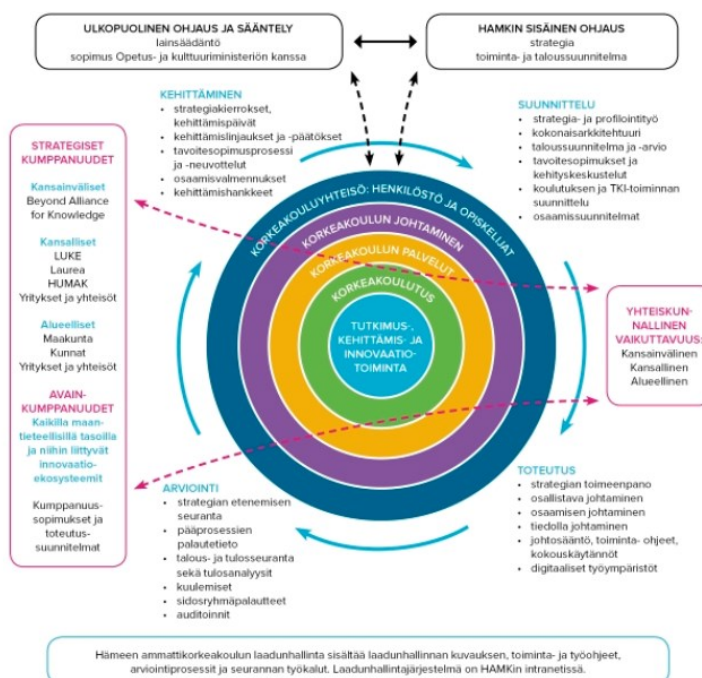 ULKOPUOLINEN OHJAUS JA SÄÄNTELY
lainsäädäntö
sopimus Opetus- ja kulttuuriministeriön kanssa
HAMKIN SISÄINEN OHJAUS
strategia
toiminta- ja taloussuunnitelma
KEHITTÄMINEN
• strategiakierrokset,
kehittämispäivät
• kehittämislinjaukset ja -päätökset
• tavoitesopimusprosessi
ja -neuvottelut
• osaamisvalmennukset
• kehittämishankkeet
SUUNNITTELU
• strategia- ja profilointityö
• kokonaisarkkitehtuuri
• taloussuunnitelma ja -arvio
• tavoitesopimukset ja
kehityskeskustelut
• koulutuksen ja TKI-toiminnan
suunnittelu
• osaamissuunnitelmat
STRATEGISET
KUMPPANUUDET
Kansainväliset
Beyond Alliance
for Knowledge
Kansalliset
LUKE
Laurea
HUMAK
Yritykset ja yhteisöt
Alueelliset
Maakunta
Kunnat
Yritykset ja yhteisöt
AVAIN-
KUMPPANUUDET
Kaikilla maan-
tieteellisillä tasoilla
ja niihin liittyvät
innovaatio-
ekosysteemit
Kumppanuus-
sopimukset ja
toteutus-
suunnitelmat
KORKEAKOULUYHTEISÖ: HENKILÖSTÖ JA OPISKELIJAT
KORKEAKOULUN JOHTAMINEN
KORKEAKOULUN PALVELUT
KORKEAKOULUTUS
TUTKIMUS-,
KEHITTÄMIS- JA
INNOVAATIO-
TOIMINTA
YHTEISKUN-
NALLINEN
VAIKUTTAVUUS:
Kansainvälinen
Kansallinen
Alueellinen
ARVIOINTI
• strategian etenemisen
seuranta
• pääprosessien
palautetieto
• talous- ja tulosseuranta
sekä tulosanalyysit
• kuulemiset
• sidosryhmäpalautteet
• auditoinnit
TOTEUTUS
• strategian toimeenpano
• osallistava johtaminen
• osaamisen johtaminen
• tiedolla johtaminen
• johtosääntö, toiminta- ohjeet,
kokouskäytännöt
• digitaaliset työympäristöt
Hämeen ammattikorkeakoulun laadunhallinta sisältää laadunhallinnan kuvauksen, toiminta- ja työohjeet,
arviointiprosessit ja seurannan työkalut. Laadunhallintajärjestelmä on HAMKin intranetissä.